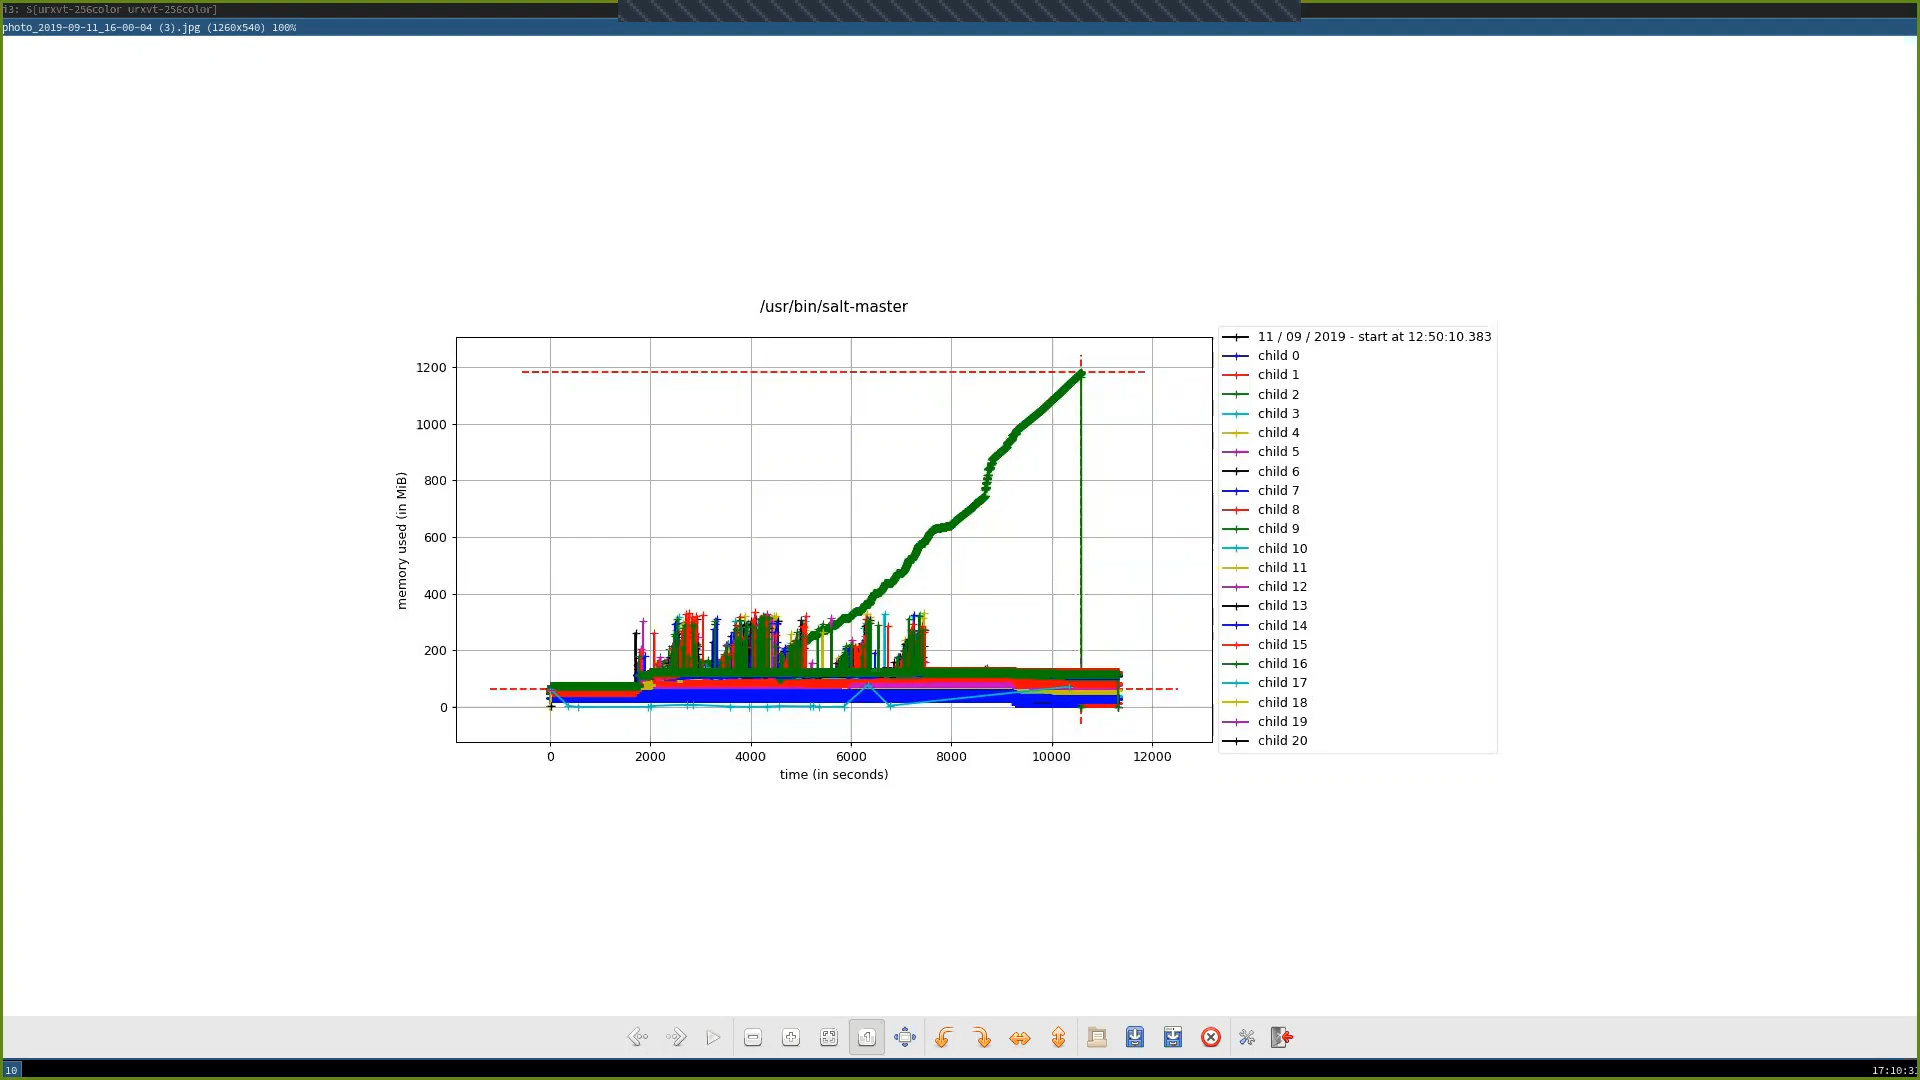 i3: S[urxvt-256color urxvt-256color]
photo_2019-09-11_16-00-04 (3).jpg (1260x540) 100%
/usr/bin/salt-master
1200
1000
800
600
400
200
0
memory used (in MiB)
0 2000 4000 6000 8000 10000 12000
time (in seconds)
11 / 09 / 2019 - start at 12:50:10.383
child 0
child 1
child 2
child 3
child 4
child 5
child 6
child 7
child 8
child 9
child 10
child 11
child 12
child 13
child 14
child 15
child 16
child 17
child 18
child 19
child 20
10